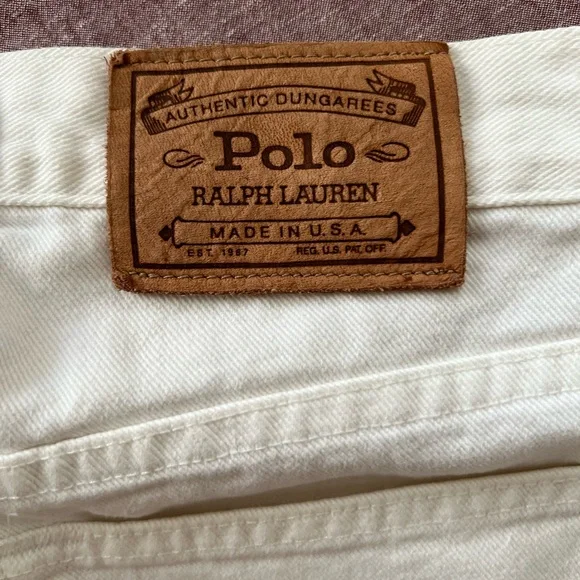 AUTHENTIC DUNGAREES
Polo
RALPH LAUREN
MADE IN U.S.A.
EST. 1967 REG. U.S. PAT. OFF.